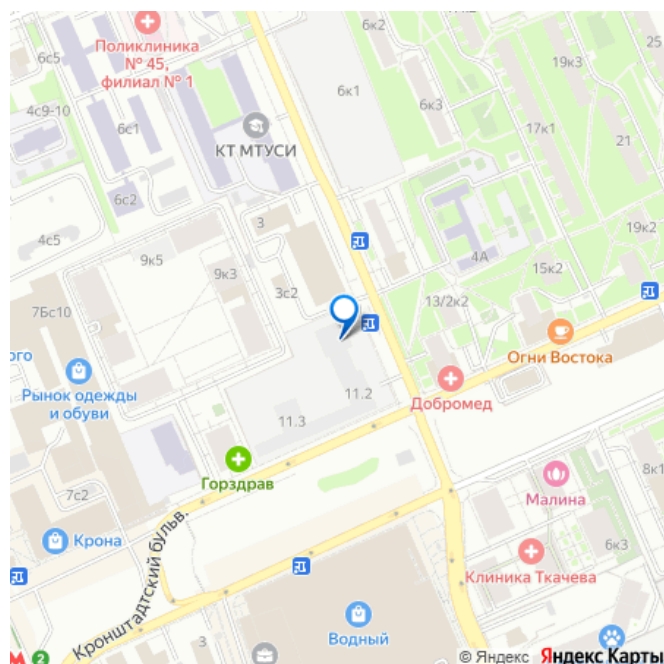 Поликлиника
№ 45,
филиал № 1
6с5
4с9-10
6с1
6с2
4с5
КТ МТУСИ
6к2
6к1
6к3
19к3
25
17к1
21
19к2
4А
15к2
13/2к2
3
3с2
9к5
9к3
7Бс10
ого
Рынок одежды
и обуви
11.2
11.3
Огни Востока
Добромед
Горздрав
7с2
Крона
Кронштадтский бульв.
Малина
8к1
6к3
Клиника Ткачева
Водный
3
М 2
© Яндекс Яндекс Карты